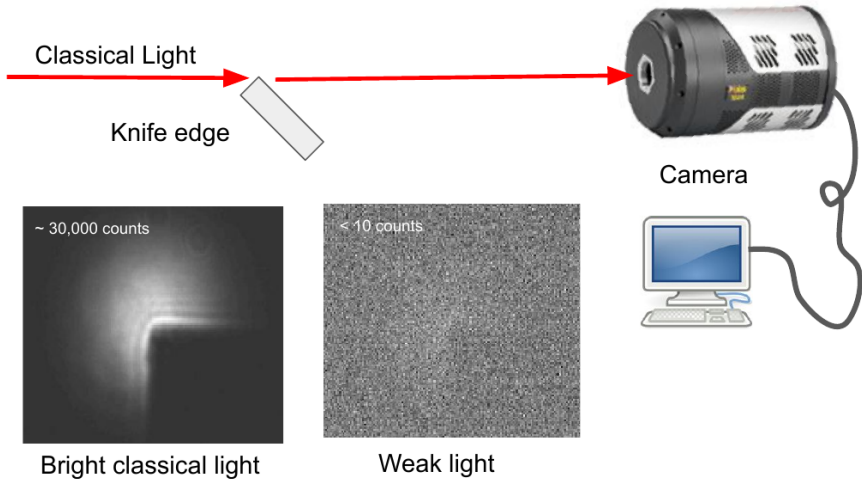 Classical Light
Knife edge
Camera
~ 30,000 counts
< 10 counts
Bright classical light
Weak light